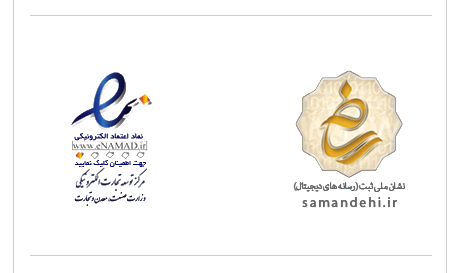 نماد اعتماد الکترونیکی
www.eNAMAD.ir
جهت اطمینان کلیک نمایید
مرکز توسعه تجارت الکترونیکی
وزارت صنعت، معدن و تجارت
نشان ملی ثبت (رسانه های دیجیتال)
samandehi.ir